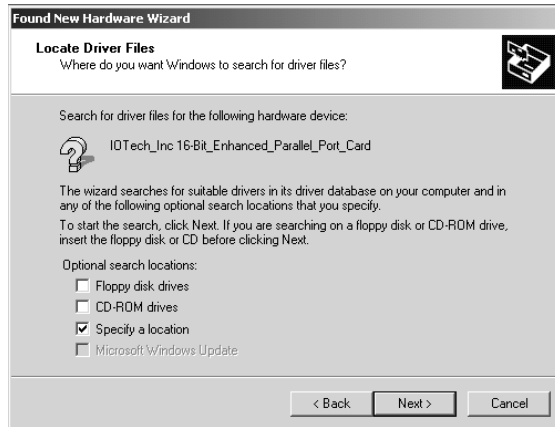 Found New Hardware Wizard
Locate Driver Files
Where do you want Windows to search for driver files?
Search for driver files for the following hardware device:
IOTech_Inc 16-Bit_Enhanced_Parallel_Port_Card
The wizard searches for suitable drivers in its driver database on your computer and in
any of the following optional search locations that you specify.
To start the search, click Next. If you are searching on a floppy disk or CD-ROM drive,
insert the floppy disk or CD before clicking Next.
Optional search locations:
Floppy disk drives
CD-ROM drives
Specify a location
Microsoft Windows Update
< Back Next > Cancel